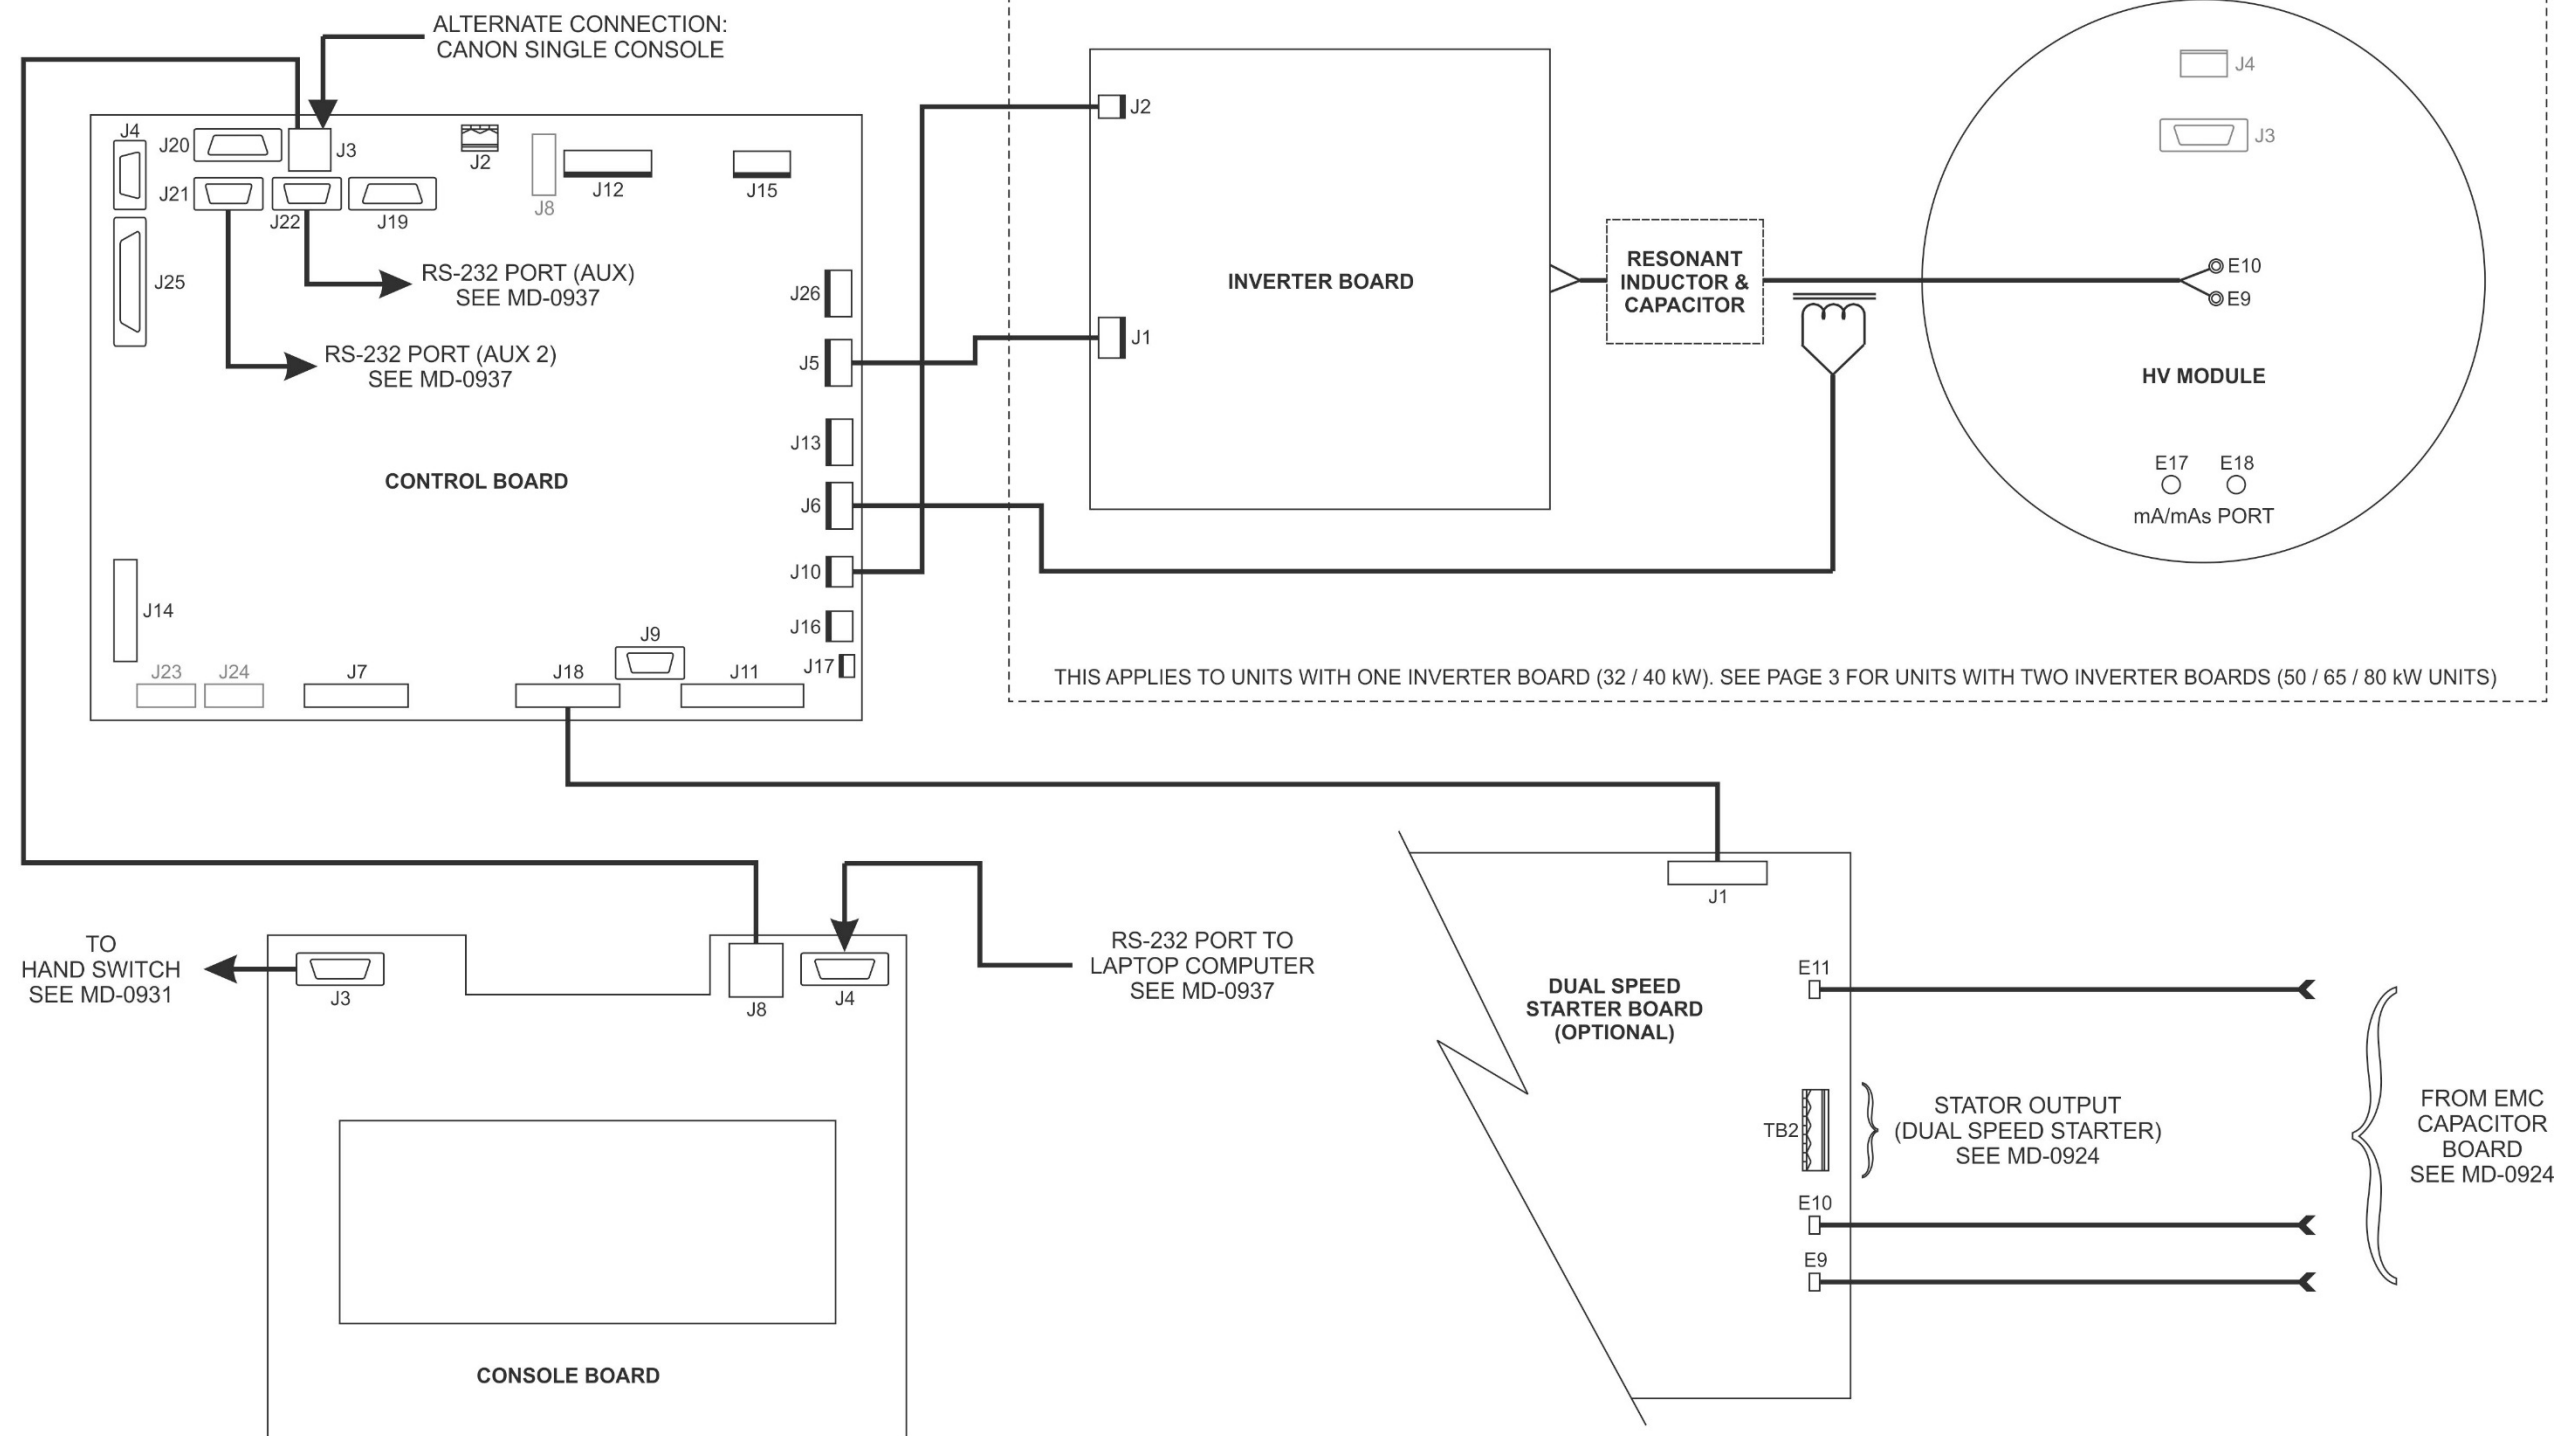 ALTERNATE CONNECTION:
CANON SINGLE CONSOLE
J4
J20
J3
J2
J21
J22
J19
J8
J12
J15
J25
RS-232 PORT (AUX)
SEE MD-0937
RS-232 PORT (AUX 2)
SEE MD-0937
J26
J5
J13
CONTROL BOARD
J6
J10
J14
J16
J9
J17
J23
J24
J7
J18
J11
J2
INVERTER BOARD
J1
RESONANT
INDUCTOR &
CAPACITOR
J4
J3
E10
E9
HV MODULE
E17
E18
mA/mAs PORT
THIS APPLIES TO UNITS WITH ONE INVERTER BOARD (32 / 40 kW). SEE PAGE 3 FOR UNITS WITH TWO INVERTER BOARDS (50 / 65 / 80 kW UNITS)
TO
HAND SWITCH
SEE MD-0931
J3
J8
J4
RS-232 PORT TO
LAPTOP COMPUTER
SEE MD-0937
CONSOLE BOARD
J1
DUAL SPEED
STARTER BOARD
(OPTIONAL)
E11
TB2
STATOR OUTPUT
(DUAL SPEED STARTER)
SEE MD-0924
E10
E9
FROM EMC
CAPACITOR
BOARD
SEE MD-0924